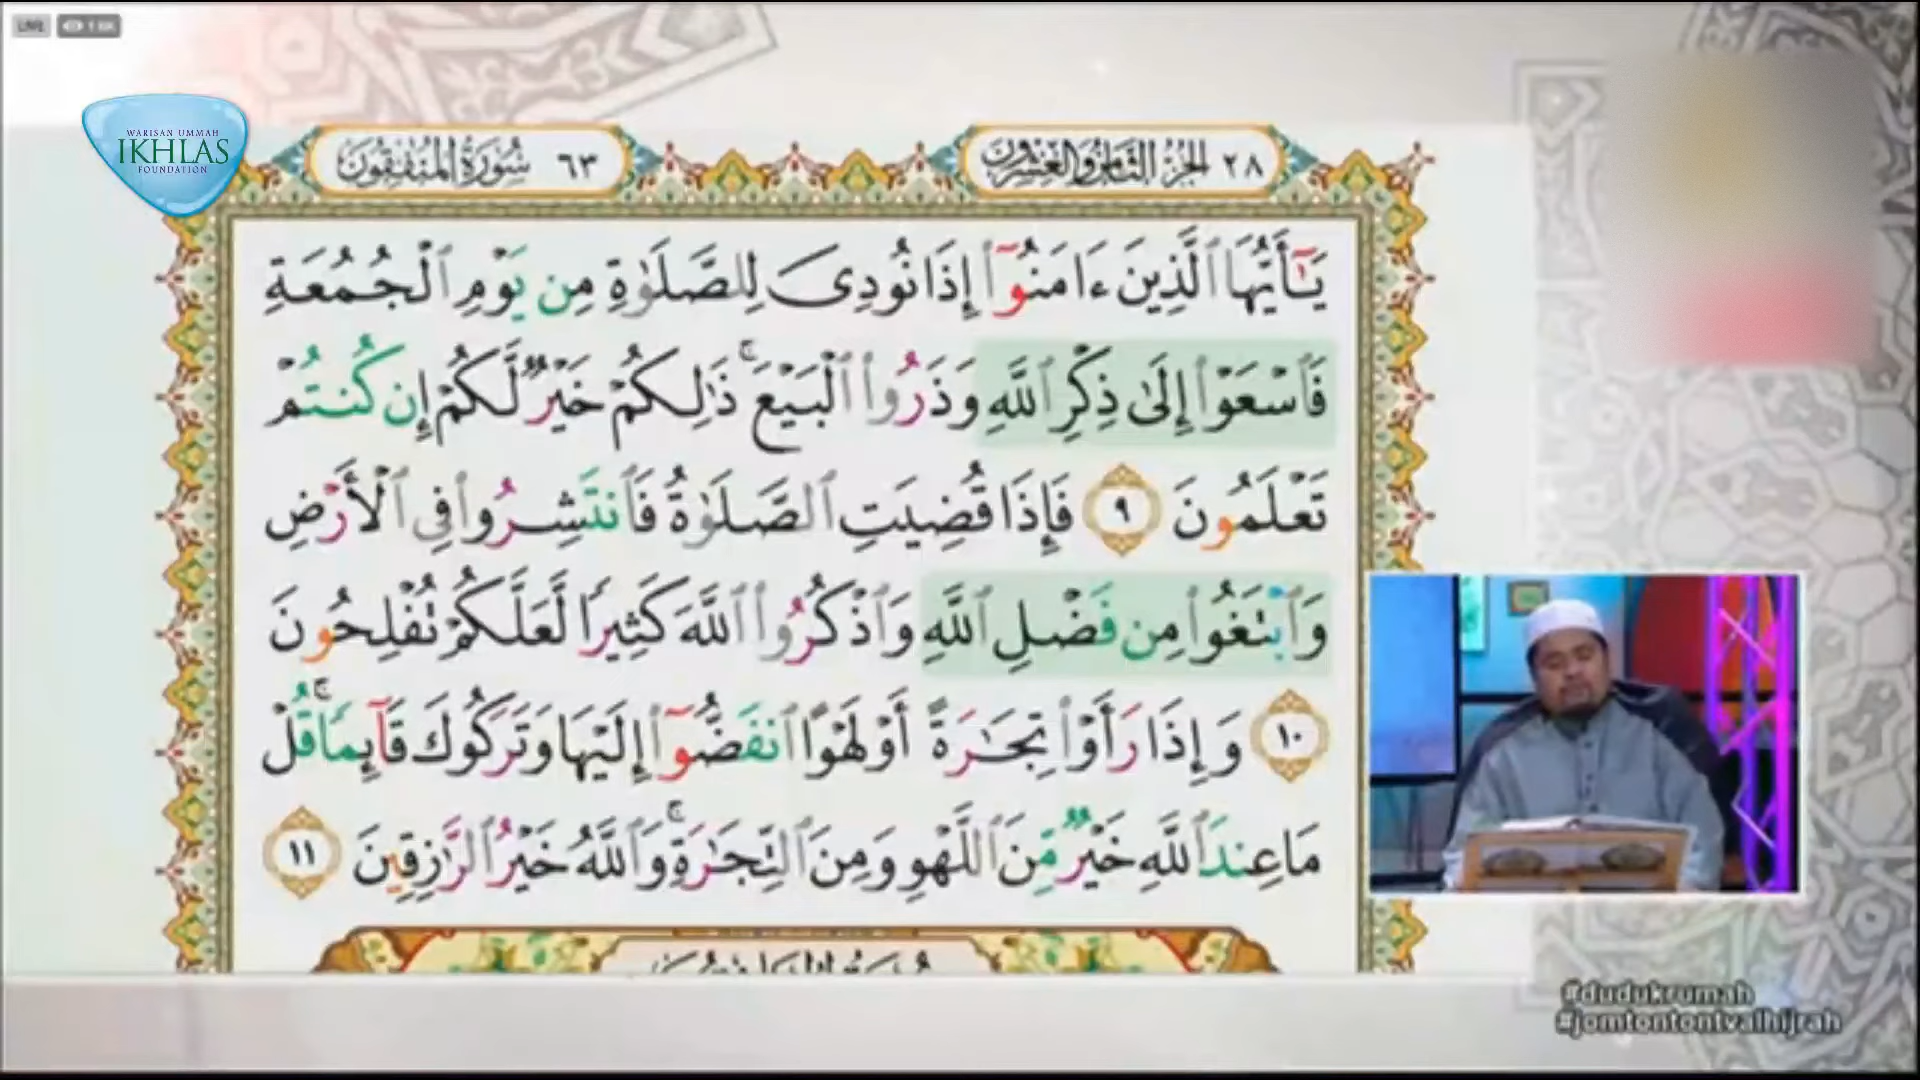 LIVE
WARISAN UMMAH
IKHLAS
FOUNDATION
٢٨ الجزء الثامن والعشرون
٦٣ سورة المنفقون
يَـٰٓأَيُّهَا ٱلَّذِينَ ءَامَنُوٓا۟ إِذَا نُودِىَ لِلصَّلَوٰةِ مِن يَوْمِ ٱلْجُمُعَةِ
فَٱسْعَوْا۟ إِلَىٰ ذِكْرِ ٱللَّهِ وَذَرُوا۟ ٱلْبَيْعَ ۚ ذَٰلِكُمْ خَيْرٌ لَّكُمْ إِن كُنتُمْ
تَعْلَمُونَ ٩ فَإِذَا قُضِيَتِ ٱلصَّلَوٰةُ فَٱنتَشِرُوا۟ فِى ٱلْأَرْضِ
وَٱبْتَغُوا۟ مِن فَضْلِ ٱللَّهِ وَٱذْكُرُوا۟ ٱللَّهَ كَثِيرًا لَّعَلَّكُمْ تُفْلِحُونَ
١٠ وَإِذَا رَأَوْا۟ تِجَـٰرَةً أَوْ لَهْوًا ٱنفَضُّوٓا۟ إِلَيْهَا وَتَرَكُوكَ قَآئِمًا ۚ قُلْ
مَا عِندَ ٱللَّهِ خَيْرٌ مِّنَ ٱللَّهْوِ وَمِنَ ٱلتِّجَـٰرَةِ ۚ وَٱللَّهُ خَيْرُ ٱلرَّٰزِقِينَ ١١
#dudukrumah
#jomtontontvalhijrah